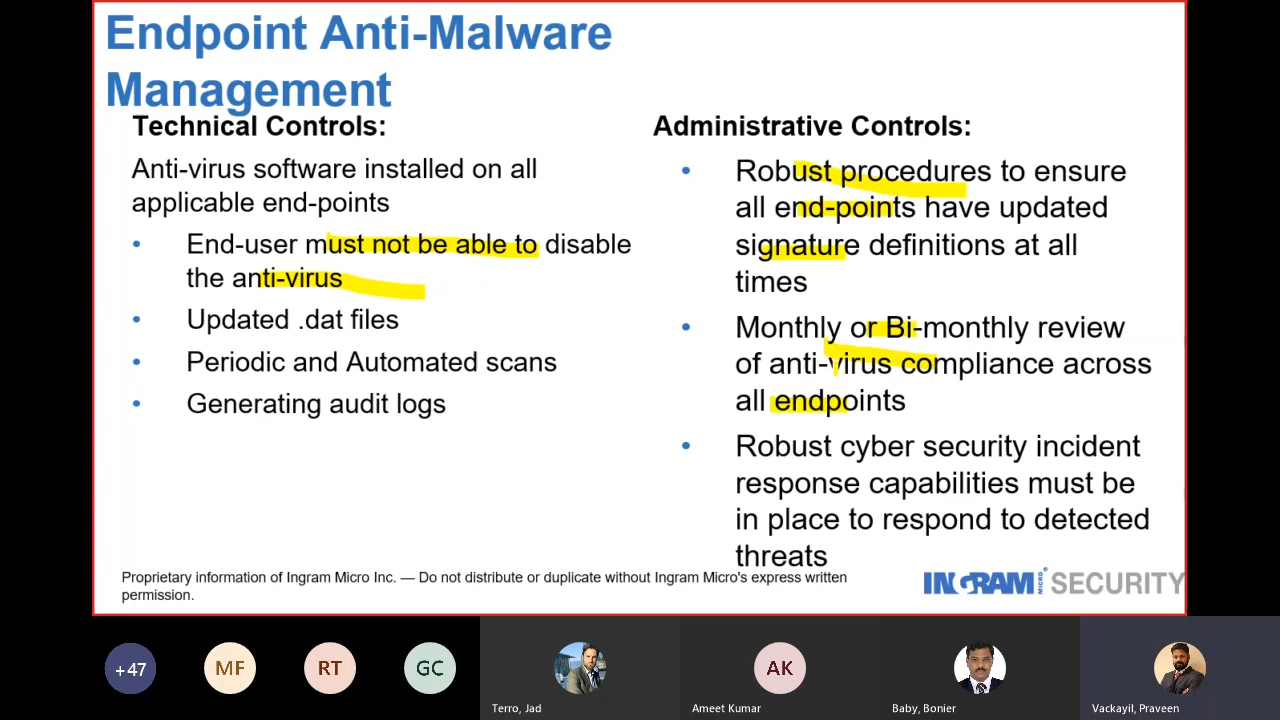 Endpoint Anti-Malware
Management
Technical Controls:
Anti-virus software installed on all
applicable end-points
• End-user must not be able to disable
the anti-virus
• Updated .dat files
• Periodic and Automated scans
• Generating audit logs
Administrative Controls:
• Robust procedures to ensure
all end-points have updated
signature definitions at all
times
• Monthly or Bi-monthly review
of anti-virus compliance across
all endpoints
• Robust cyber security incident
response capabilities must be
in place to respond to detected
threats
Proprietary information of Ingram Micro Inc. — Do not distribute or duplicate without Ingram Micro's express written
permission.
INGRAM MICRO SECURITY
+47
MF
RT
GC
AK
Terro, Jad
Ameet Kumar
Baby, Bonier
Vackayil, Praveen